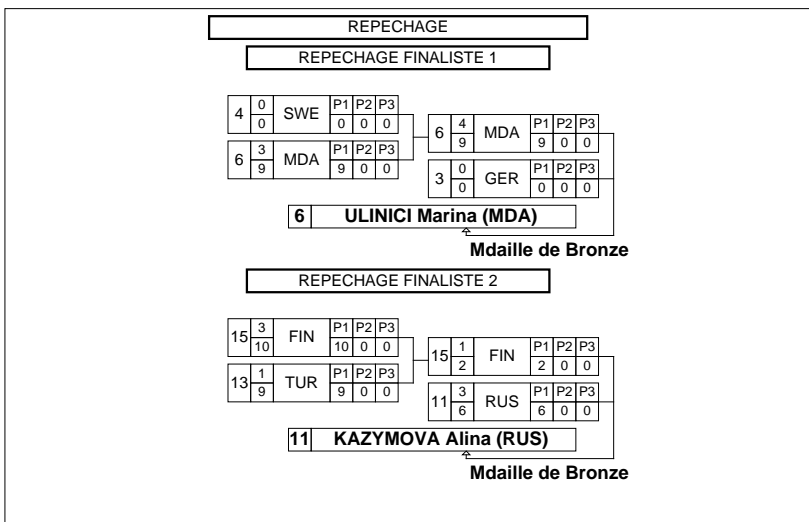 REPECHAGE
REPECHAGE FINALISTE 1
4 0 0 SWE P1 P2 P3 0 0 0
6 3 9 MDA P1 P2 P3 9 0 0
6 4 9 MDA P1 P2 P3 9 0 0
3 0 0 GER P1 P2 P3 0 0 0
6 ULINICI Marina (MDA)
Mdaille de Bronze
REPECHAGE FINALISTE 2
15 3 10 FIN P1 P2 P3 10 0 0
13 1 9 TUR P1 P2 P3 9 0 0
15 1 2 FIN P1 P2 P3 2 0 0
11 3 6 RUS P1 P2 P3 6 0 0
11 KAZYMOVA Alina (RUS)
Mdaille de Bronze